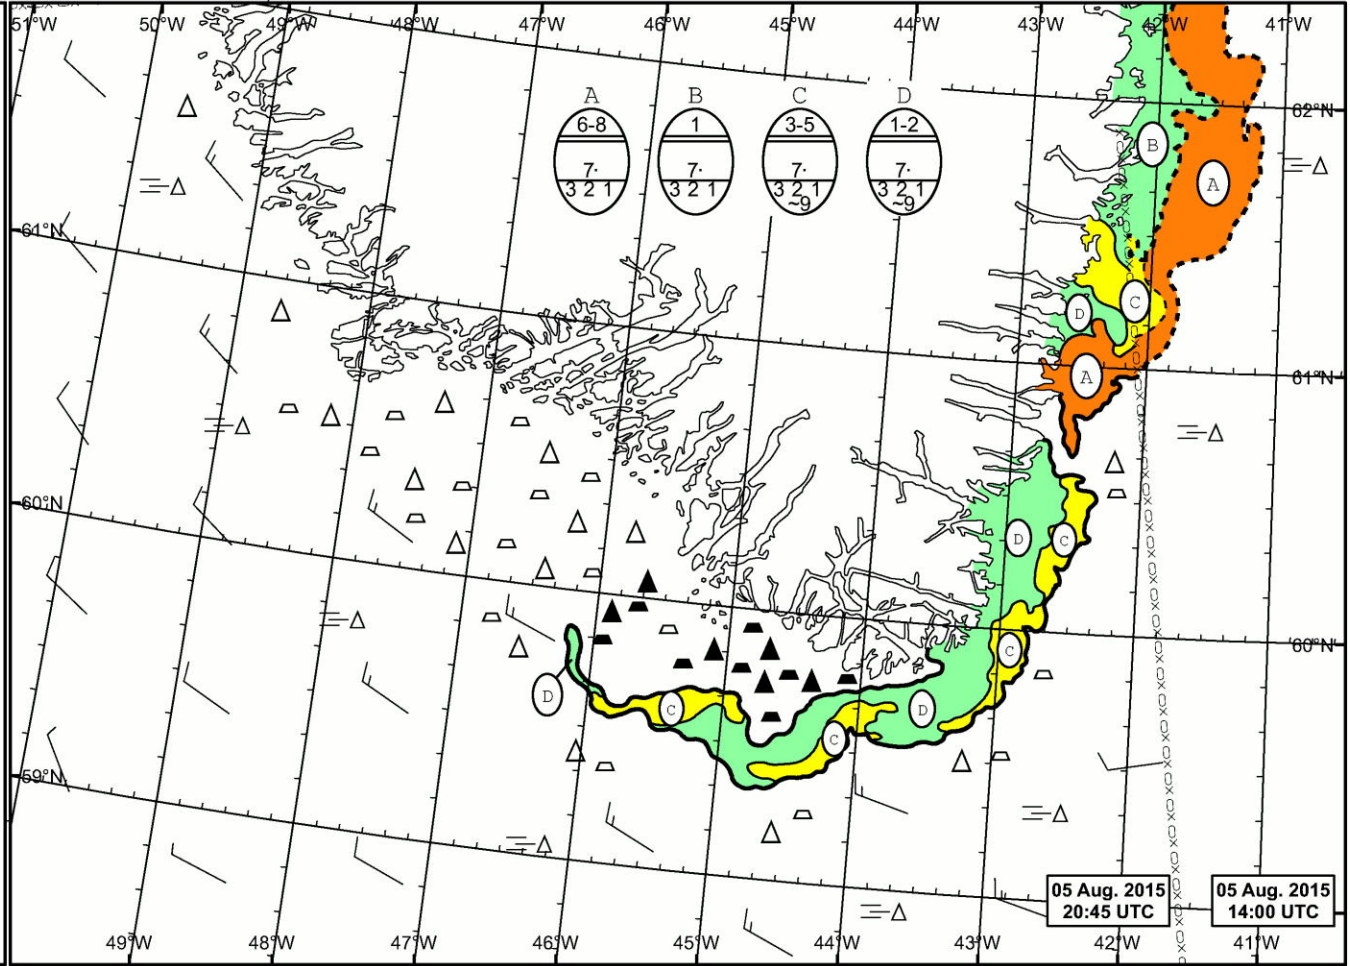 51°W 50°W 49°W 48°W 47°W 46°W 45°W 44°W 43°W 42°W 41°W
A B C D
6-8 1 3-5 1-2
7· 7· 7· 7·
3 2 1 3 2 1 3 2 1 3 2 1
~9 ~9
62°N
B
A
61°N
D
C
A
61°N
60°N
D
C
60°N
C
D
C
D
C
59°N
05 Aug. 2015
20:45 UTC
05 Aug. 2015
14:00 UTC
49°W 48°W 47°W 46°W 45°W 44°W 43°W 42°W 41°W